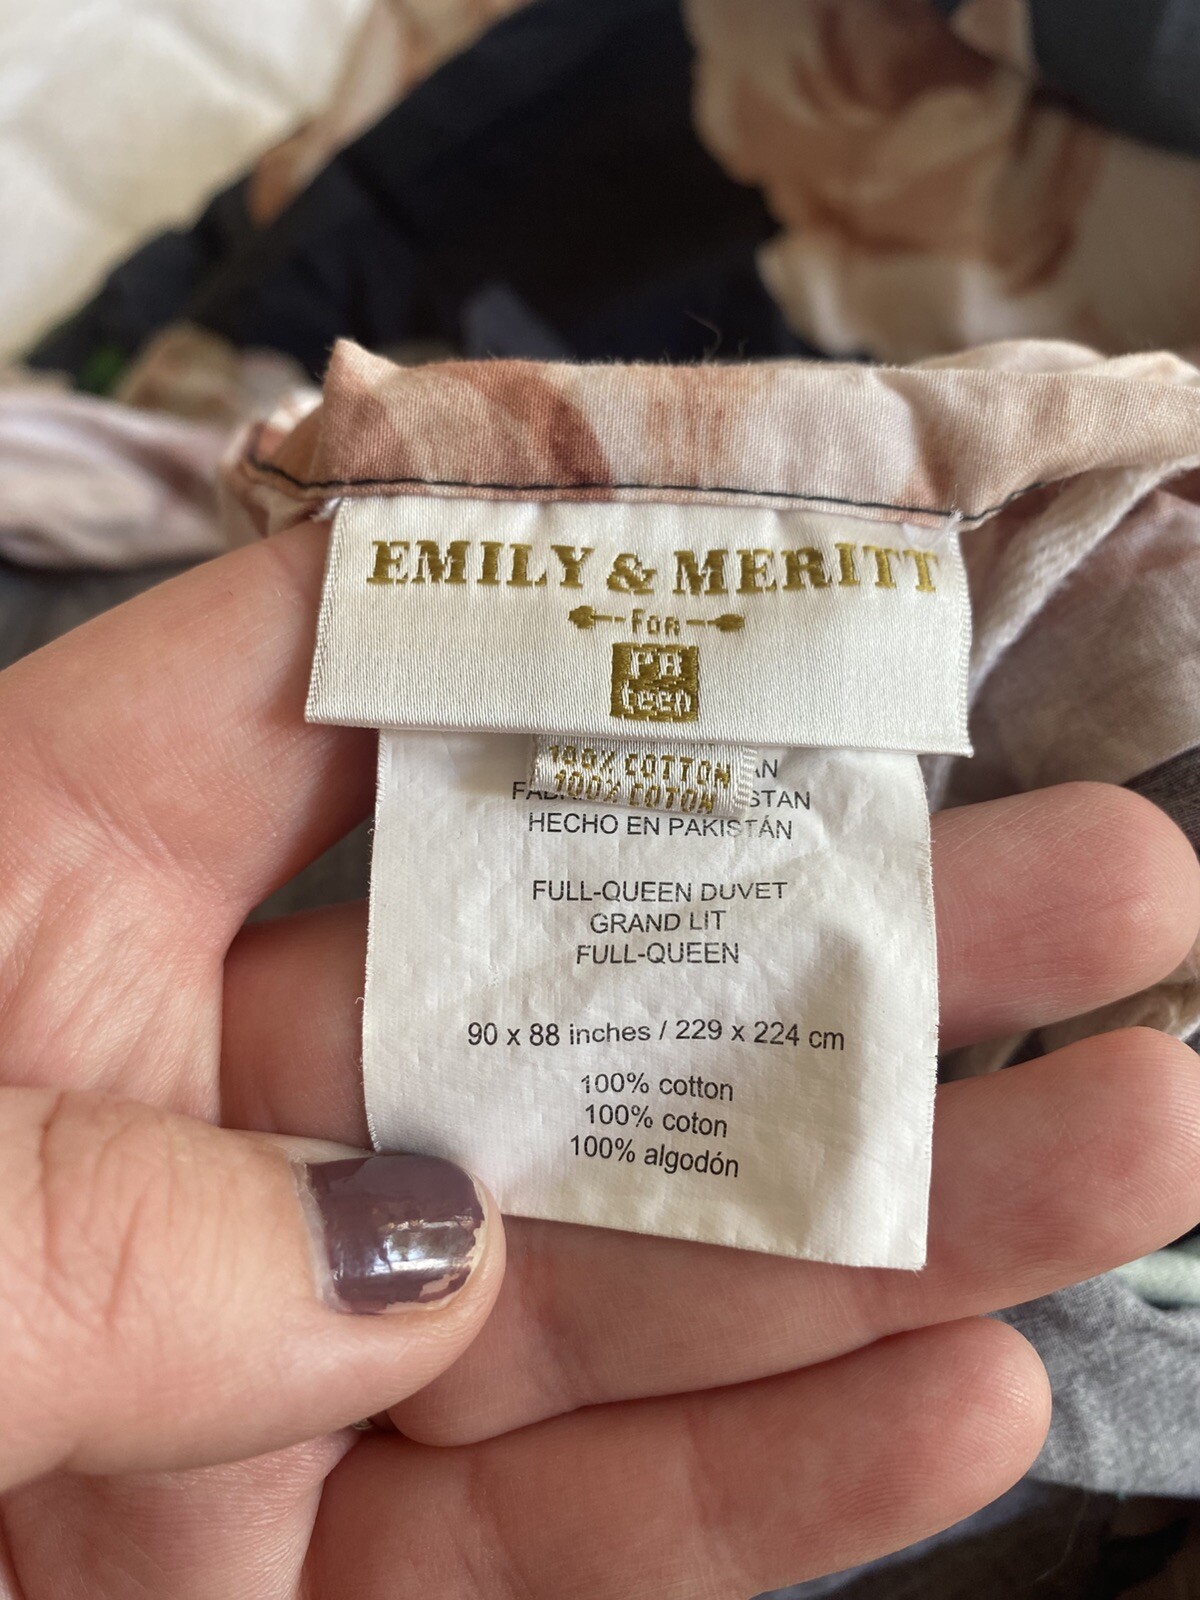 EMILY & MERITT
FOR
PB
teen
100% COTTON
100% COTON
HECHO EN PAKISTÁN
FULL-QUEEN DUVET
GRAND LIT
FULL-QUEEN
90 x 88 inches / 229 x 224 cm
100% cotton
100% coton
100% algodón